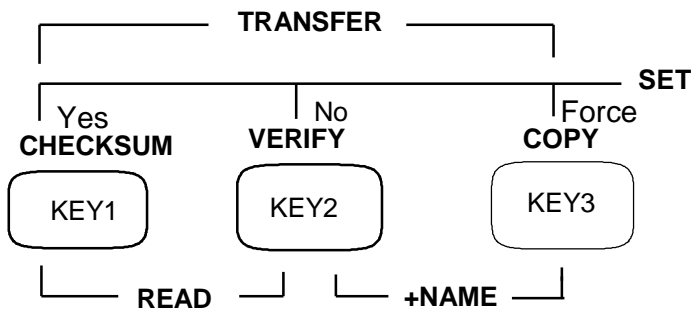 TRANSFER
SET
Yes No Force
CHECKSUM VERIFY COPY
KEY1 KEY2 KEY3
READ +NAME